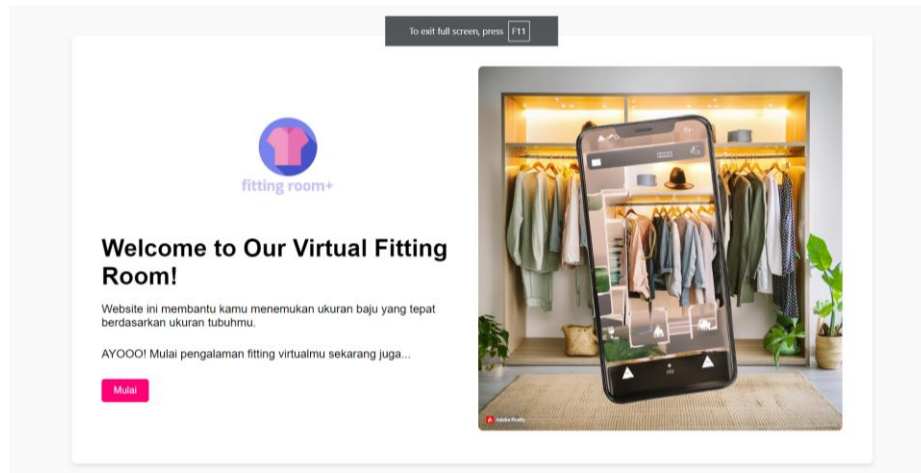 To exit full screen, press F11
fitting room+
Welcome to Our Virtual Fitting
Room!
Website ini membantu kamu menemukan ukuran baju yang tepat
berdasarkan ukuran tubuhmu.
AYOOO! Mulai pengalaman fitting virtualmu sekarang juga...
Mulai
Adobe Firefly